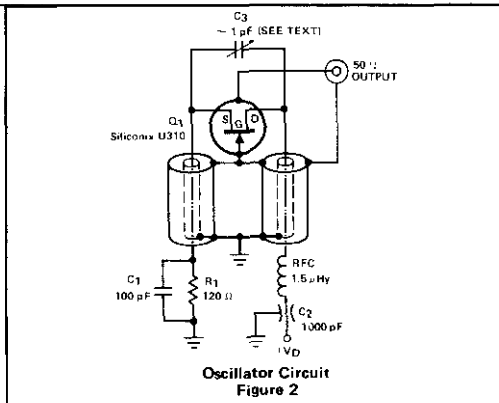 C3
~ 1 pF (SEE TEXT)
50 Ω
OUTPUT
Q1
Siliconix U310
S G D
C1
100 pF
R1
120 Ω
RFC
1.5 μHy
C2
1000 pF
+VD
Oscillator Circuit
Figure 2